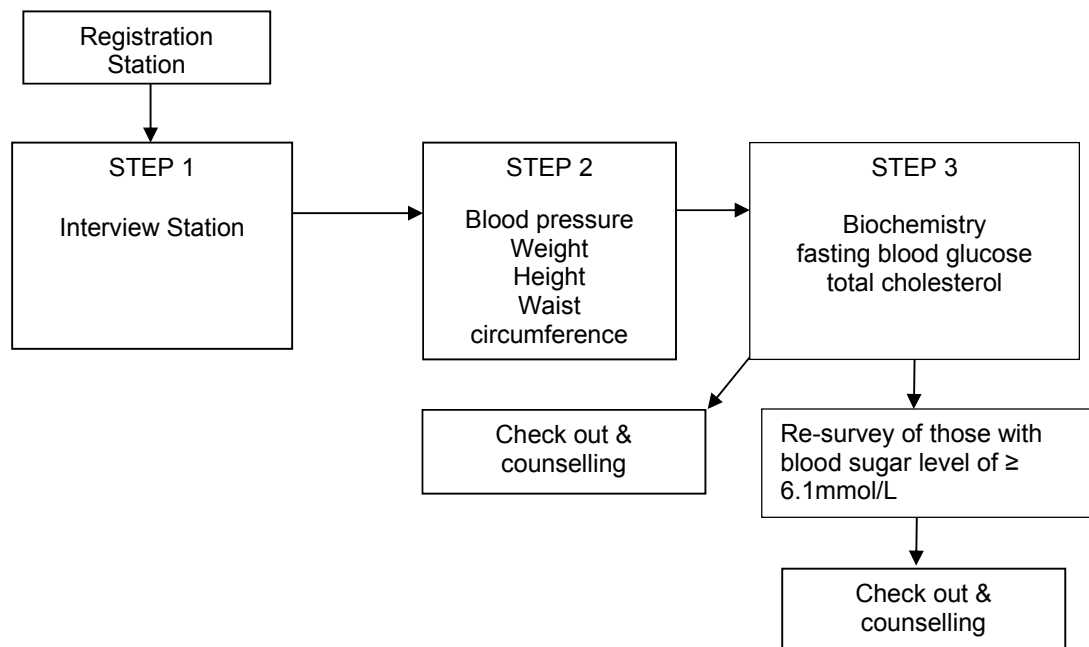 Registration
Station
STEP 1
Interview Station
STEP 2
Blood pressure
Weight
Height
Waist
circumference
STEP 3
Biochemistry
fasting blood glucose
total cholesterol
Check out &
counselling
Re-survey of those with
blood sugar level of ≥
6.1mmol/L
Check out &
counselling